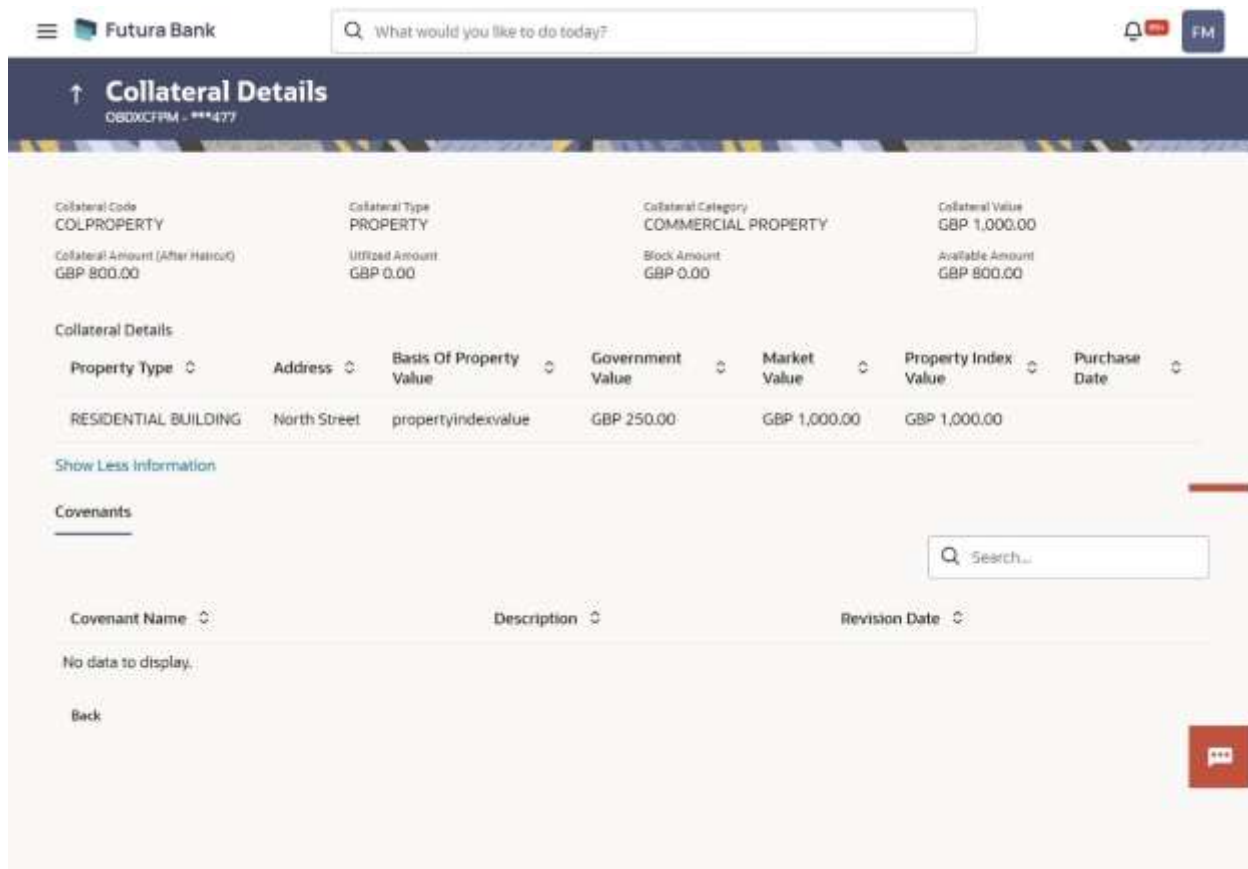 Futura Bank
What would you like to do today?
FM
Collateral Details
OBDXCFPM - ***477
Collateral Code
Collateral Type
Collateral Category
Collateral Value
COLPROPERTY
PROPERTY
COMMERCIAL PROPERTY
GBP 1,000.00
Collateral Amount (After Haircut)
Utilized Amount
Block Amount
Available Amount
GBP 800.00
GBP 0.00
GBP 0.00
GBP 800.00
Collateral Details
Property Type
Address
Basis Of Property
Value
Government
Value
Market
Value
Property Index
Value
Purchase
Date
RESIDENTIAL BUILDING
North Street
propertyindexvalue
GBP 250.00
GBP 1,000.00
GBP 1,000.00
Show Less Information
Covenants
Search...
Covenant Name
Description
Revision Date
No data to display.
Back